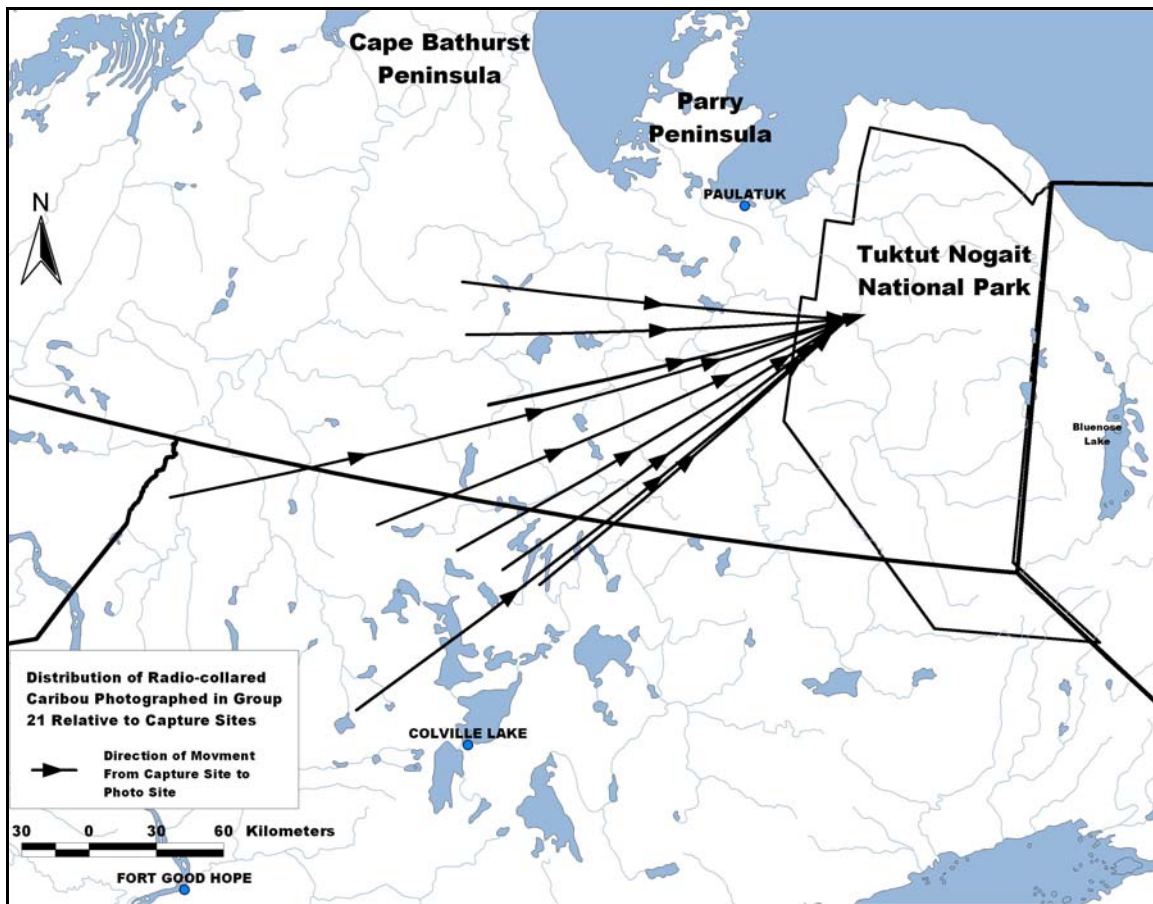 Cape Bathurst
Peninsula
Parry
Peninsula
PAULATUK
N
Tuktut Nogait
National Park
Bluenose
Lake
Distribution of Radio-collared
Caribou Photographed in Group
21 Relative to Capture Sites
Direction of Movment
From Capture Site to
Photo Site
COLVILLE LAKE
30 0 30 60 Kilometers
FORT GOOD HOPE